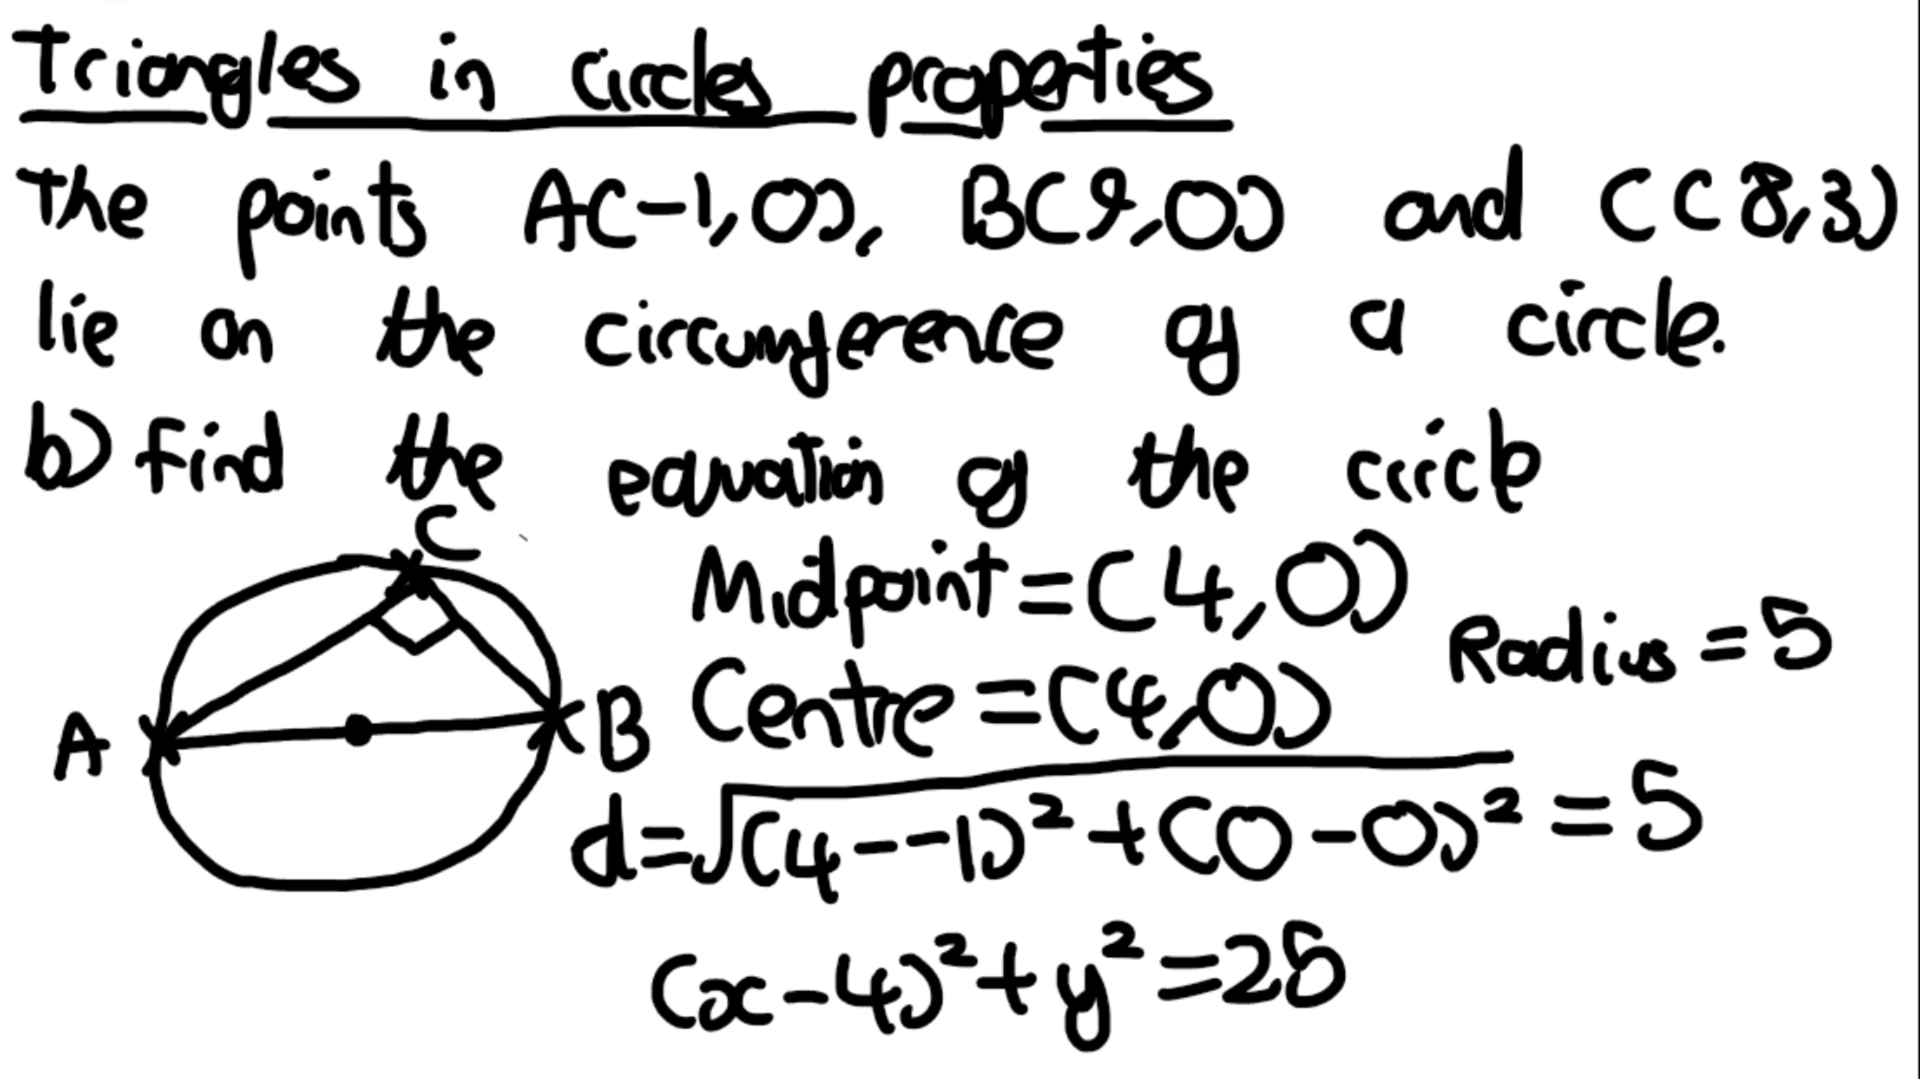 Triangles in circles properties
The points A(-1,0), B(9,0) and C(8,3)
lie on the circumference of a circle.
b) Find the equation of the circle
C
Midpoint=(4,0)
Radius=5
A
B
Centre=(4,0)
d=√(4--1)²+(0-0)²=5
(x-4)²+y²=25